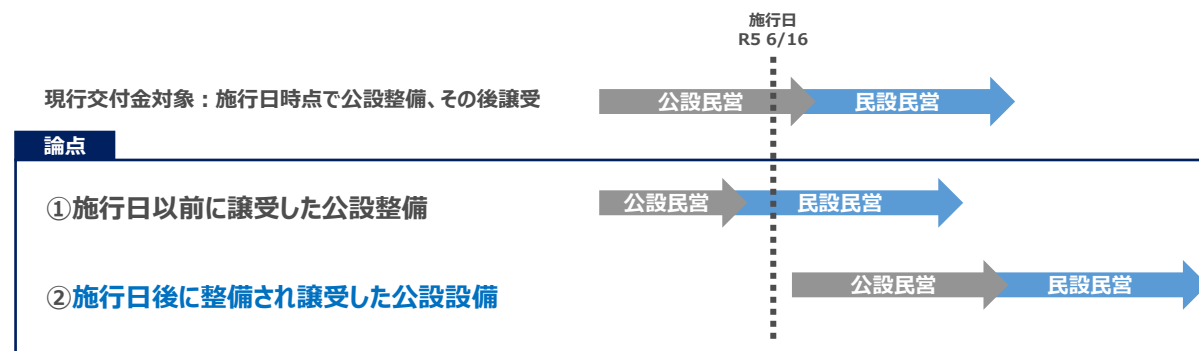 施行日
R5 6/16
現行交付金対象：施行日時点で公設整備、その後譲受
公設民営 民設民営
論点
①施行日以前に譲受した公設整備
公設民営 民設民営
②施行日後に整備され譲受した公設設備
公設民営 民設民営